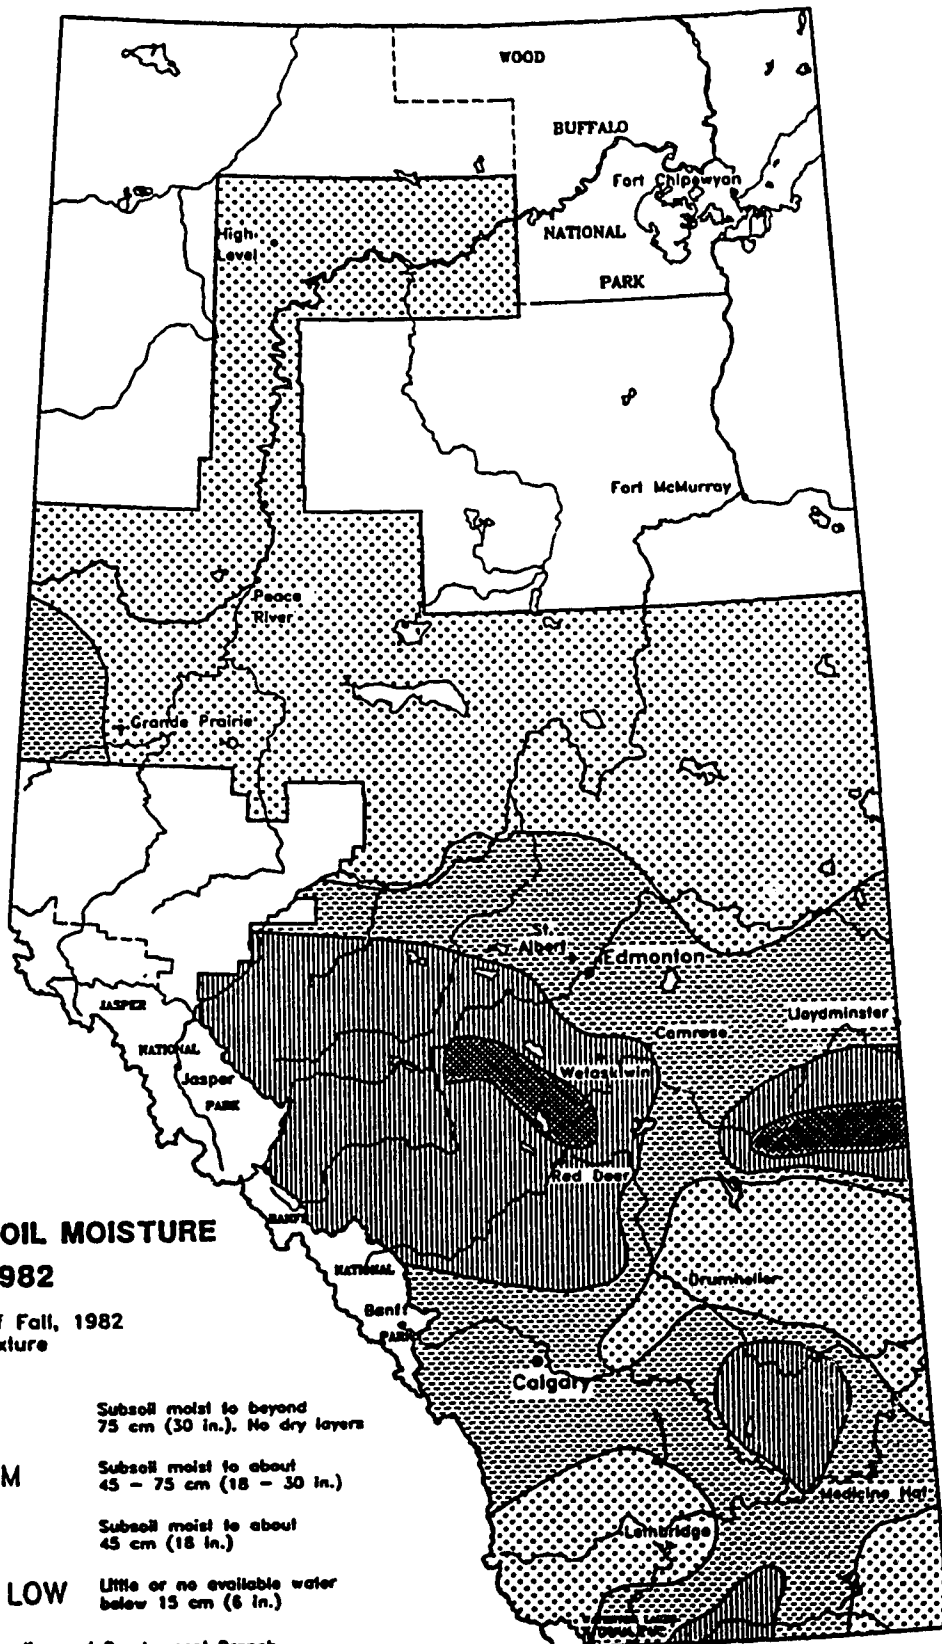 WOOD
BUFFALO
Fort Chipewyan
High
Level
NATIONAL
PARK
Fort McMurray
Peace
River
Grande Prairie
St.
Albert
Edmonton
JASPER
Lloydminster
Camrose
NATIONAL
Wetaskiwin
Jasper
PARK
Red Deer
BANFF
OIL MOISTURE
982
NATIONAL
Drumheller
Fall, 1982
xture
Banff
PARK
Calgary
Subsoil moist to beyond
75 cm (30 in.). No dry layers
M
Subsoil moist to about
45 - 75 cm (18 - 30 in.)
Medicine Hat
Subsoil moist to about
45 cm (18 in.)
Lethbridge
LOW
Little or no available water
below 15 cm (6 in.)